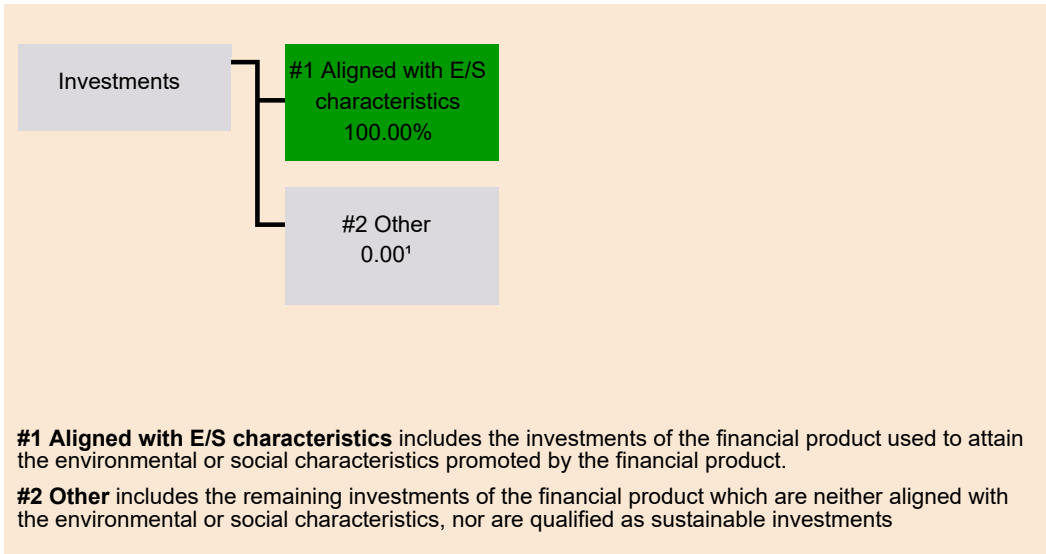 Investments
#1 Aligned with E/S
characteristics
100.00%
#2 Other
0.00¹
#1 Aligned with E/S characteristics includes the investments of the financial product used to attain
the environmental or social characteristics promoted by the financial product.
#2 Other includes the remaining investments of the financial product which are neither aligned with
the environmental or social characteristics, nor are qualified as sustainable investments